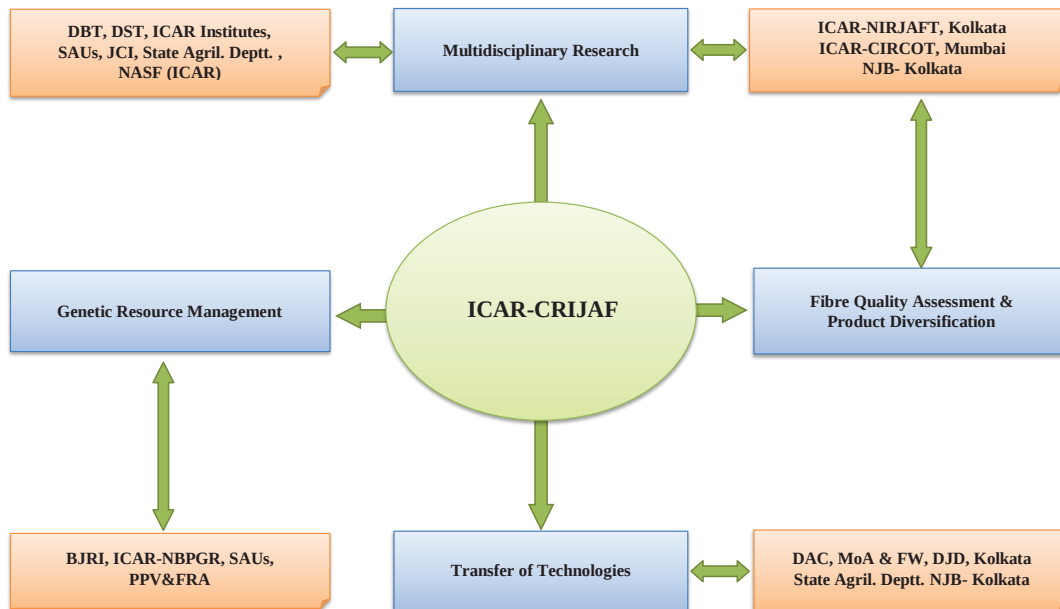 DBT, DST, ICAR Institutes,
SAUs, JCI, State Agril. Deptt. ,
NASF (ICAR)
Multidisciplinary Research
ICAR-NIRJAFT, Kolkata
ICAR-CIRCOT, Mumbai
NJB- Kolkata
Genetic Resource Management
ICAR-CRIJAF
Fibre Quality Assessment &
Product Diversification
BJRI, ICAR-NBPGR, SAUs,
PPV&FRA
Transfer of Technologies
DAC, MoA & FW, DJD, Kolkata
State Agril. Deptt. NJB- Kolkata